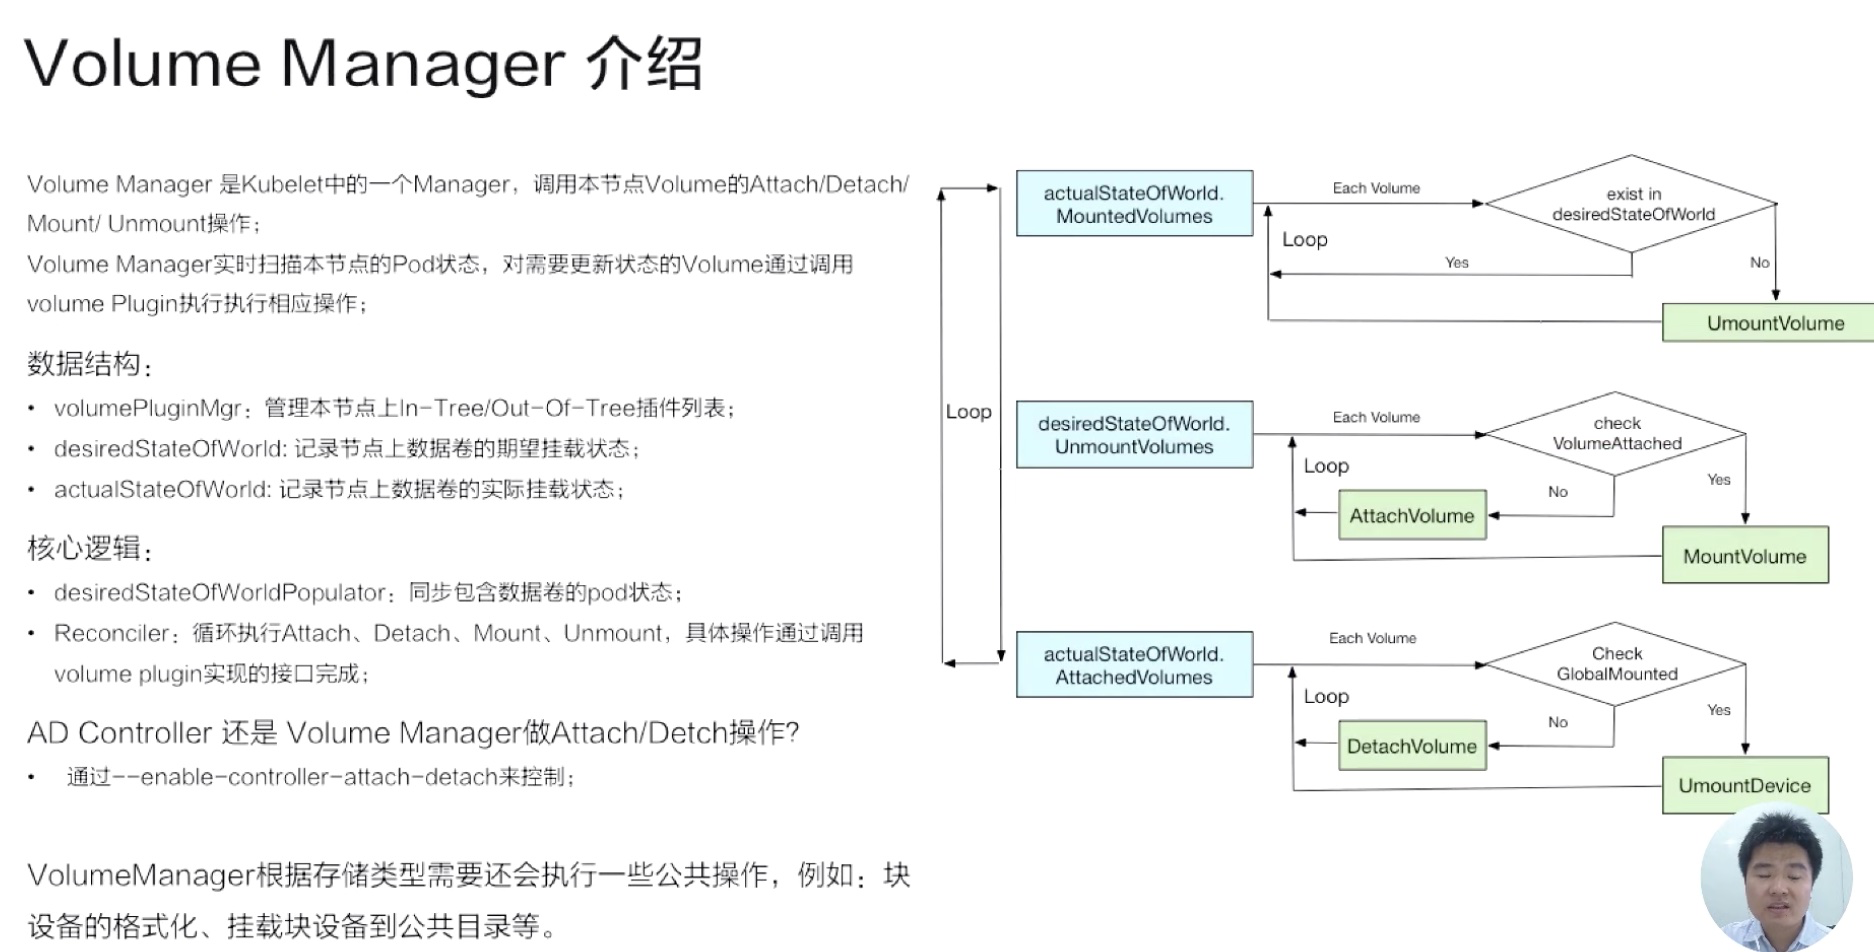 Volume Manager 介绍
Volume Manager 是Kubelet中的一个Manager，调用本节点Volume的Attach/Detach/
Mount/ Unmount操作；
Volume Manager实时扫描本节点的Pod状态，对需要更新状态的Volume通过调用
volume Plugin执行执行相应操作；
数据结构：
• volumePluginMgr：管理本节点上In-Tree/Out-Of-Tree插件列表；
• desiredStateOfWorld: 记录节点上数据卷的期望挂载状态；
• actualStateOfWorld: 记录节点上数据卷的实际挂载状态；
核心逻辑：
• desiredStateOfWorldPopulator：同步包含数据卷的pod状态；
• Reconciler：循环执行Attach、Detach、Mount、Unmount，具体操作通过调用
volume plugin实现的接口完成；
AD Controller 还是 Volume Manager做Attach/Detch操作?
• 通过--enable-controller-attach-detach来控制；
VolumeManager根据存储类型需要还会执行一些公共操作，例如：块
设备的格式化、挂载块设备到公共目录等。
Loop
actualStateOfWorld.
MountedVolumes
Each Volume
exist in
desiredStateOfWorld
Loop
Yes
No
UmountVolume
desiredStateOfWorld.
UnmountVolumes
Each Volume
check
VolumeAttached
Loop
No
Yes
AttachVolume
MountVolume
actualStateOfWorld.
AttachedVolumes
Each Volume
Check
GlobalMounted
Loop
No
Yes
DetachVolume
UmountDevice